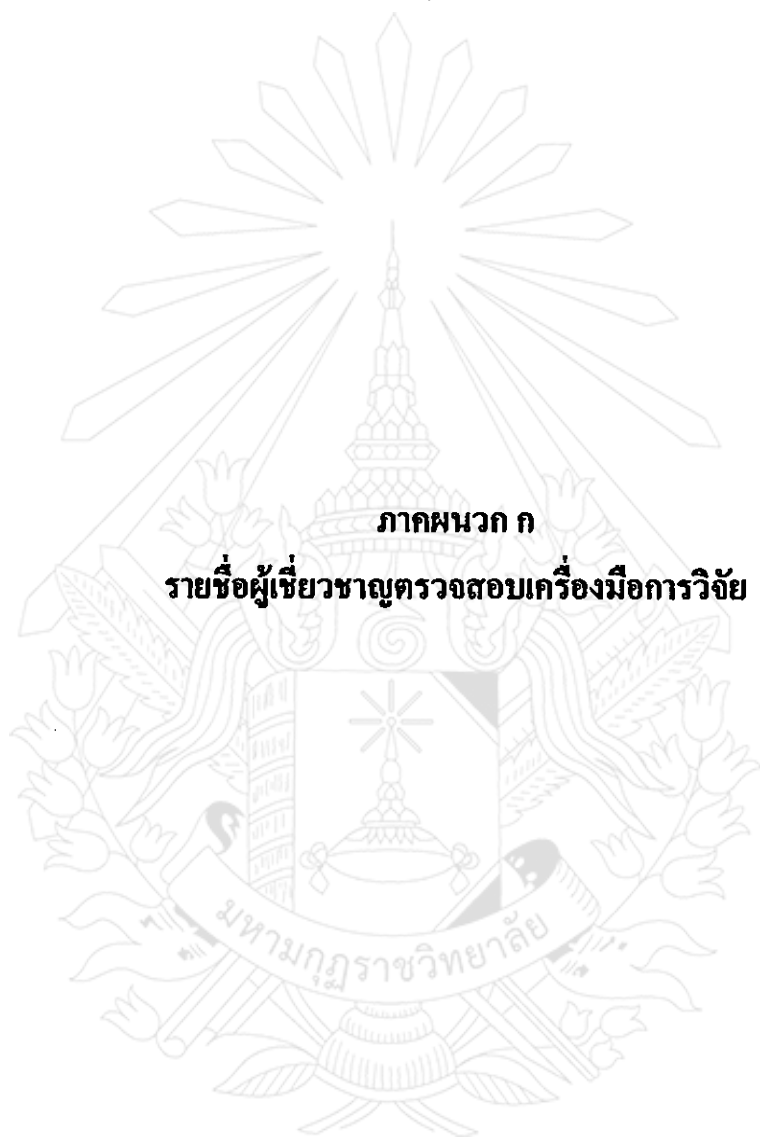 ภาคผนวก ก
รายชื่อผู้เชี่ยวชาญตรวจสอบเครื่องมือการวิจัย
มหามกุฏราชวิทยาลัย